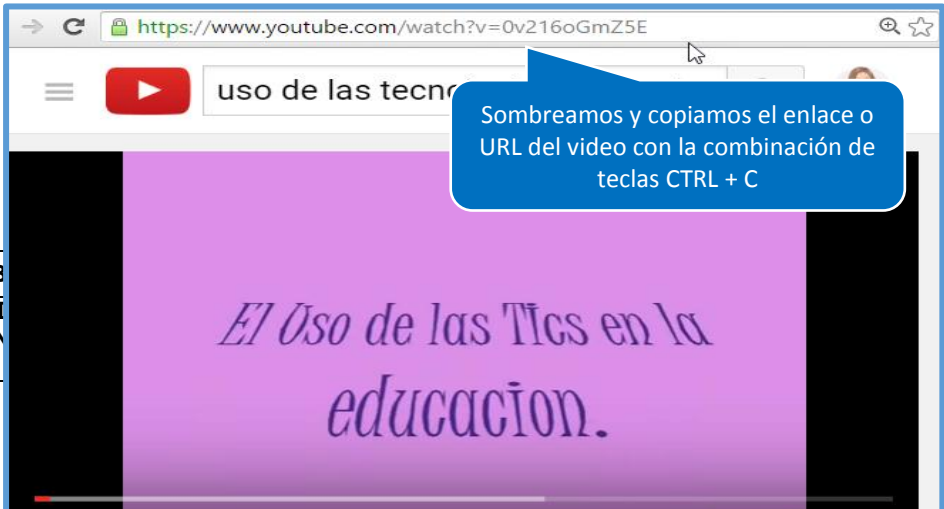 https://www.youtube.com/watch?v=0v216oGmZ5E
uso de las
Sombreamos y copiamos el enlace o
URL del video con la combinación de
teclas CTRL + C
El Uso de las Tics en la
educacion.